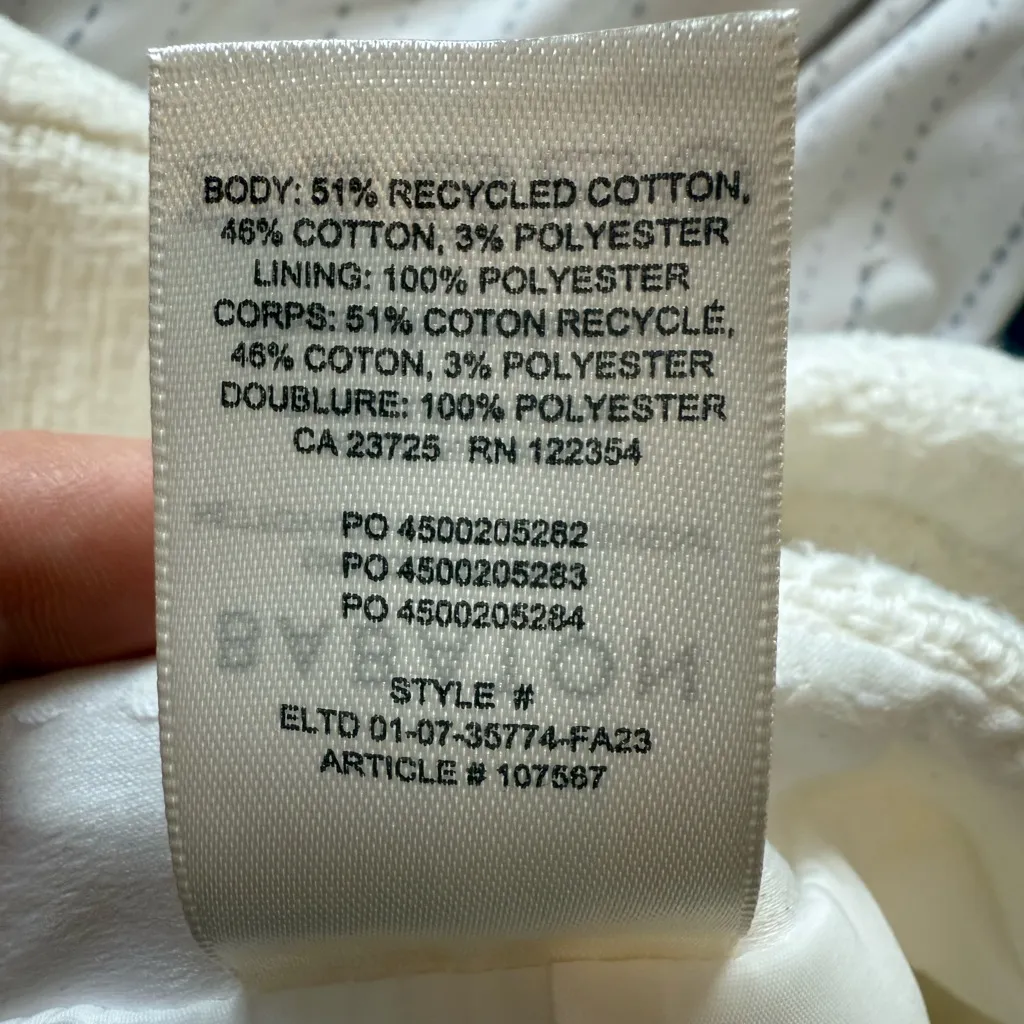 BODY: 51% RECYCLED COTTON,
46% COTTON, 3% POLYESTER
LINING: 100% POLYESTER
CORPS: 51% COTON RECYCLÉ,
46% COTON, 3% POLYESTER
DOUBLURE: 100% POLYESTER
CA 23725 RN 122354
PO 4500205282
PO 4500205283
PO 4500205284
STYLE #
ELTD 01-07-35774-FA23
ARTICLE # 107567